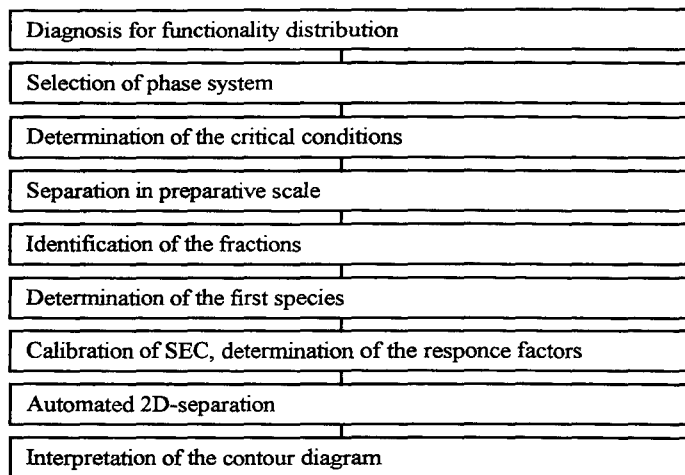 Diagnosis for functionality distribution
Selection of phase system
Determination of the critical conditions
Separation in preparative scale
Identification of the fractions
Determination of the first species
Calibration of SEC, determination of the responce factors
Automated 2D-separation
Interpretation of the contour diagram